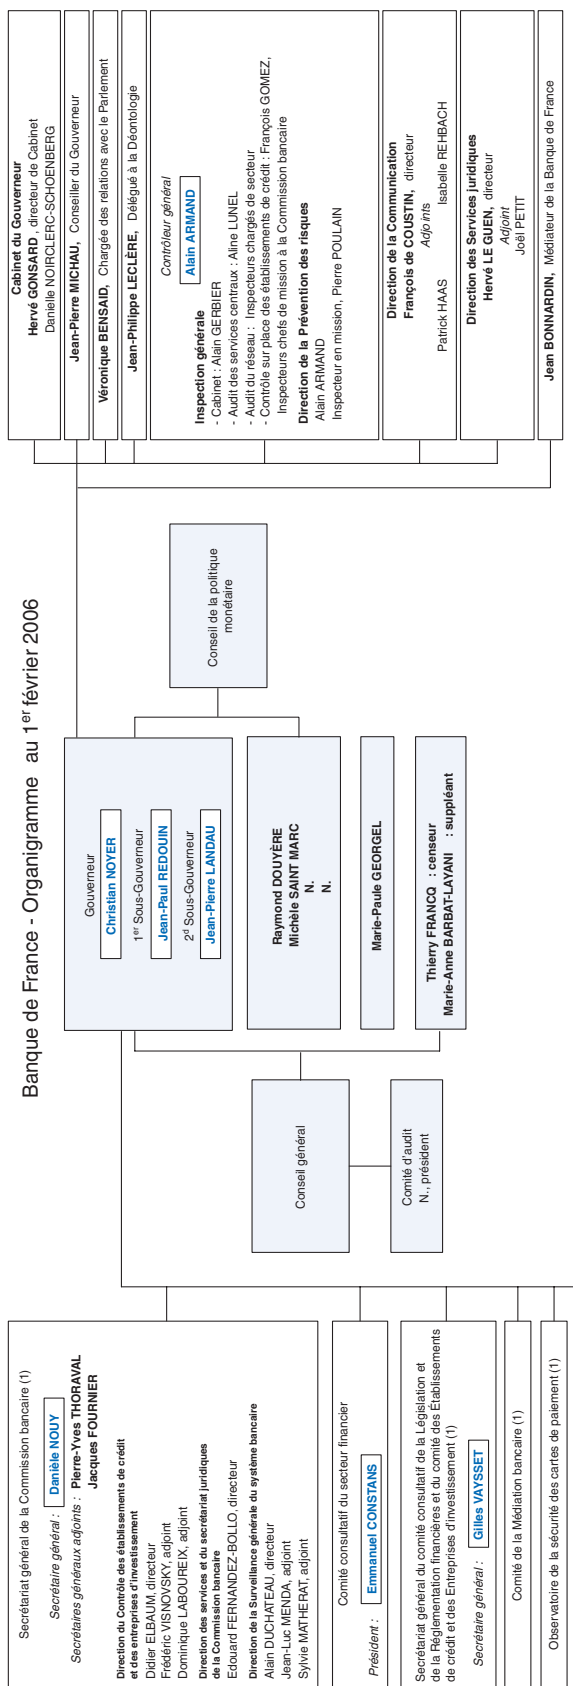 Banque de France - Organigramme au 1er février 2006
Secrétariat général de la Commission bancaire (1)
Secrétaire général :
Danièle NOUY
Secrétaires généraux adjoints :
Pierre-Yves THORAVAL
Jacques FOURNIER
Direction du Contrôle des établissements de crédit
et des entreprises d'investissement
Didier ELBAUM, directeur
Frédéric VISNOVSKY, adjoint
Dominique LABOUREIX, adjoint
Direction des services et du secrétariat juridiques
de la Commission bancaire
Edouard FERNANDEZ-BOLLO, directeur
Direction de la Surveillance générale du système bancaire
Alain DUCHATEAU, directeur
Jean-Luc MENDA, adjoint
Sylvie MATHERAT, adjoint
Comité consultatif du secteur financier
Président :
Emmanuel CONSTANS
Secrétariat général du comité consultatif de la Législation et
de la Réglementation financières et du comité des Établissements
de crédit et des Entreprises d'investissement (1)
Secrétaire général :
Gilles VAYSSET
Comité de la Médiation bancaire (1)
Observatoire de la sécurité des cartes de paiement (1)
Conseil général
Comité d'audit
N., président
Gouverneur
Christian NOYER
1er Sous-Gouverneur
Jean-Paul REDOUIN
2d Sous-Gouverneur
Jean-Pierre LANDAU
Raymond DOUYÈRE
Michèle SAINT MARC
N.
N.
Marie-Paule GEORGEL
Thierry FRANCQ : censeur
Marie-Anne BARBAT-LAYANI : suppléant
Conseil de la politique
monétaire
Cabinet du Gouverneur
Hervé GONSARD , directeur de Cabinet
Danielle NOIRCLERC-SCHOENBERG
Jean-Pierre MICHAU, Conseiller du Gouverneur
Véronique BENSAID, Chargée des relations avec le Parlement
Jean-Philippe LECLÈRE, Délégué à la Déontologie
Contrôleur général
Alain ARMAND
Inspection générale
- Cabinet : Alain GERBIER
- Audit des services centraux : Aline LUNEL
- Audit du réseau : Inspecteurs chargés de secteur
- Contrôle sur place des établissements de crédit : François GOMEZ,
Inspecteurs chefs de mission à la Commission bancaire
Direction de la Prévention des risques
Alain ARMAND
Inspecteur en mission, Pierre POULAIN
Direction de la Communication
François de COUSTIN, directeur
Adjoints
Patrick HAAS Isabelle REHBACH
Direction des Services juridiques
Hervé LE GUEN, directeur
Adjoint
Joël PETIT
Jean BONNARDIN, Médiateur de la Banque de France